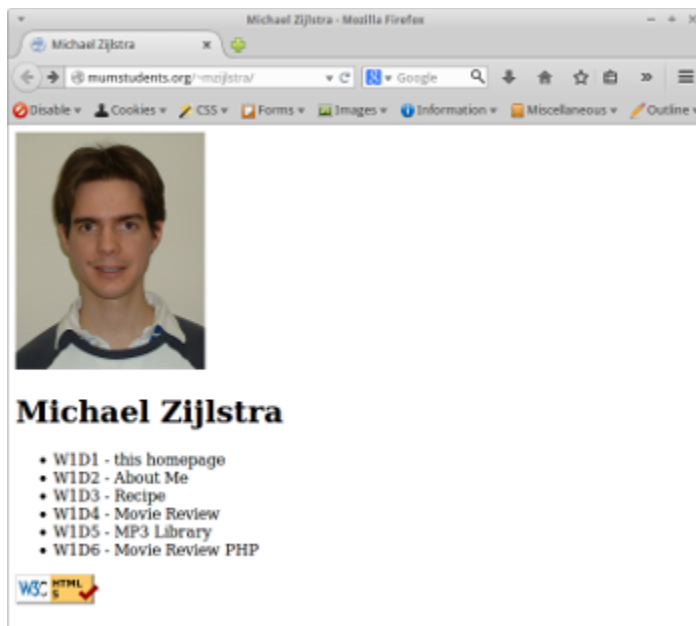 Michael Zijlstra - Mozilla Firefox
Michael Zijlstra
mumstudents.org/~mzijlstra/
Google
Disable Cookies CSS Forms Images Information Miscellaneous Outline
Michael Zijlstra
W1D1 - this homepage
W1D2 - About Me
W1D3 - Recipe
W1D4 - Movie Review
W1D5 - MP3 Library
W1D6 - Movie Review PHP
W3C HTML
5